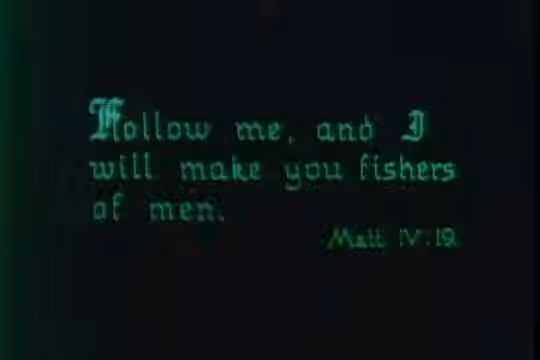 Follow me, and I
will make you fishers
of men.
Matt IV:19.